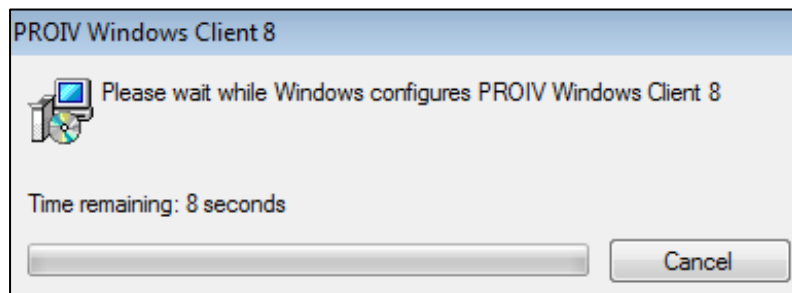 PROIV Windows Client 8
Please wait while Windows configures PROIV Windows Client 8
Time remaining: 8 seconds
Cancel